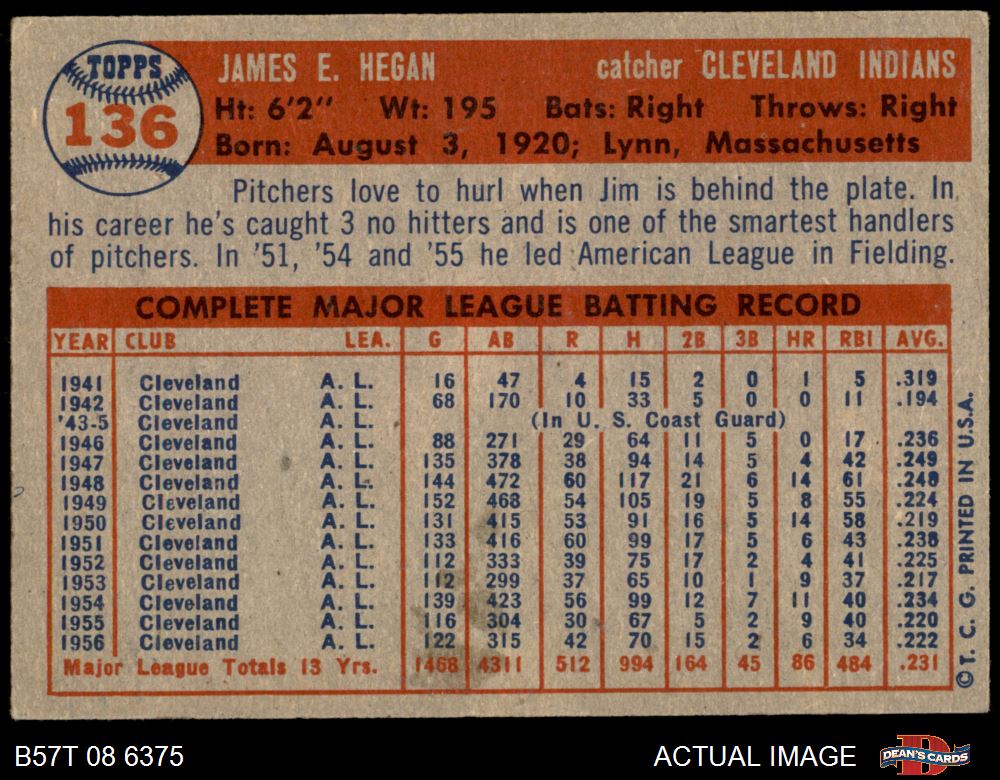 TOPPS
136
JAMES E. HEGAN catcher CLEVELAND INDIANS
Ht: 6'2" Wt: 195 Bats: Right Throws: Right
Born: August 3, 1920; Lynn, Massachusetts
Pitchers love to hurl when Jim is behind the plate. In
his career he's caught 3 no hitters and is one of the smartest handlers
of pitchers. In '51, '54 and '55 he led American League in Fielding.
COMPLETE MAJOR LEAGUE BATTING RECORD
YEAR CLUB LEA. G AB R H 2B 3B HR RBI AVG.
1941 Cleveland A. L. 16 47 4 15 2 0 1 5 .319
1942 Cleveland A. L. 68 170 10 33 5 0 0 11 .194
'43-5 Cleveland A. L. (In U. S. Coast Guard)
1946 Cleveland A. L. 88 271 29 64 11 5 0 17 .236
1947 Cleveland A. L. 135 378 38 94 14 5 4 42 .249
1948 Cleveland A. L. 144 472 60 117 21 6 14 61 .248
1949 Cleveland A. L. 152 468 54 105 19 5 8 55 .224
1950 Cleveland A. L. 131 415 53 91 16 5 14 58 .219
1951 Cleveland A. L. 133 416 60 99 17 5 6 43 .238
1952 Cleveland A. L. 112 333 39 75 17 2 4 41 .225
1953 Cleveland A. L. 112 299 37 65 10 1 9 37 .217
1954 Cleveland A. L. 139 423 56 99 12 7 11 40 .234
1955 Cleveland A. L. 116 304 30 67 5 2 9 40 .220
1956 Cleveland A. L. 122 315 42 70 15 2 6 34 .222
Major League Totals 13 Yrs. 1468 4311 512 994 164 45 86 484 .231
©T. C. G. PRINTED IN U.S.A.
B57T 08 6375 ACTUAL IMAGE DEAN'S CARDS